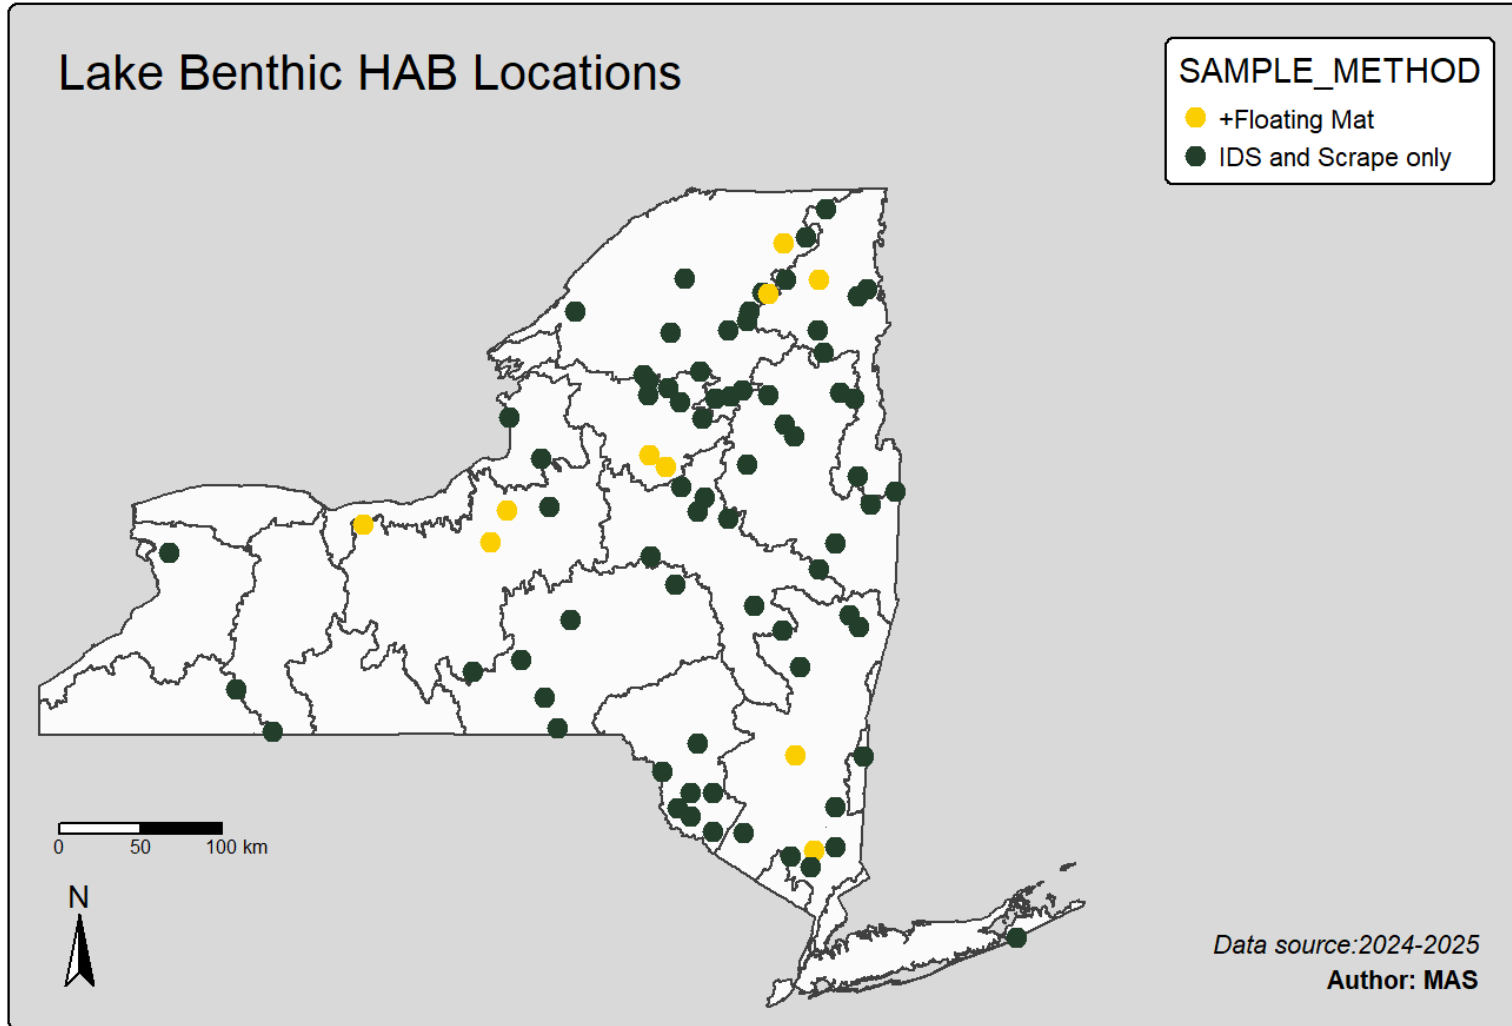 Lake Benthic HAB Locations
SAMPLE_METHOD
+Floating Mat
IDS and Scrape only
0 50 100 km
N
Data source:2024-2025
Author: MAS